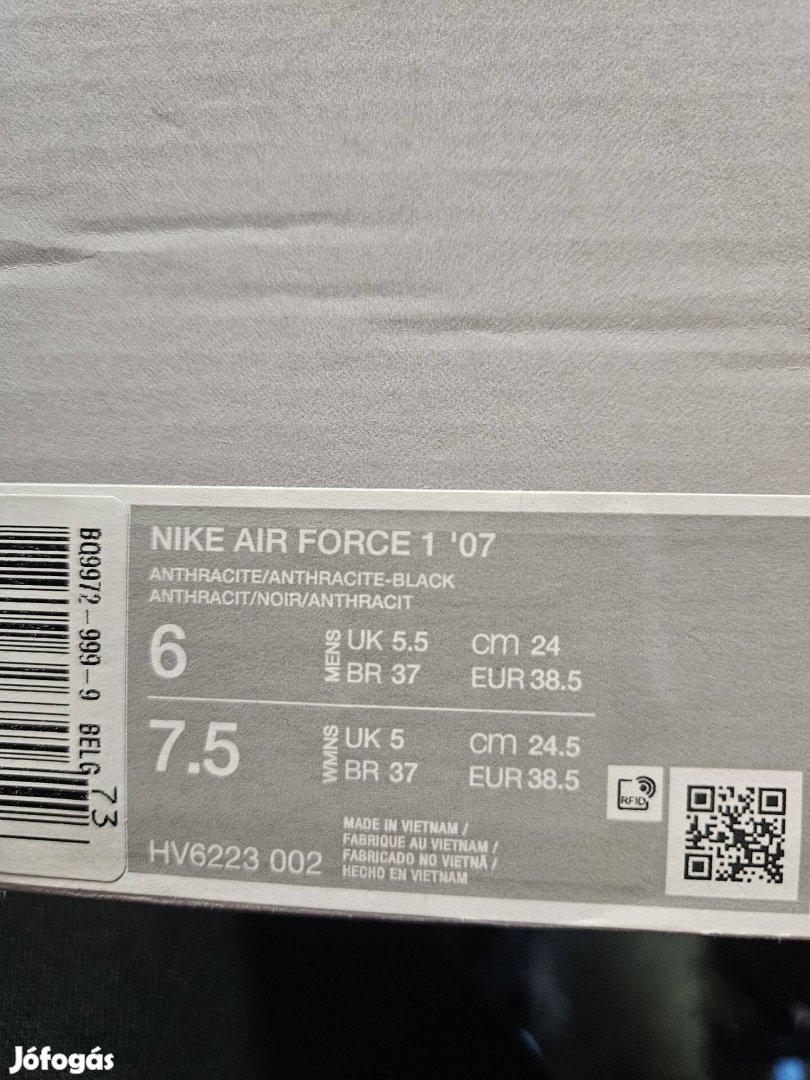 NIKE AIR FORCE 1 '07
ANTHRACITE/ANTHRACITE-BLACK
ANTHRACIT/NOIR/ANTHRACIT
6 MENS UK 5.5 cm 24
BR 37 EUR 38.5
7.5 WMNS UK 5 cm 24.5
BR 37 EUR 38.5
HV6223 002
MADE IN VIETNAM /
FABRIQUE AU VIETNAM /
FABRICADO NO VIETNÃ /
HECHO EN VIETNAM
RFID
BQ9972-999-9 BELG 73
Jófogás